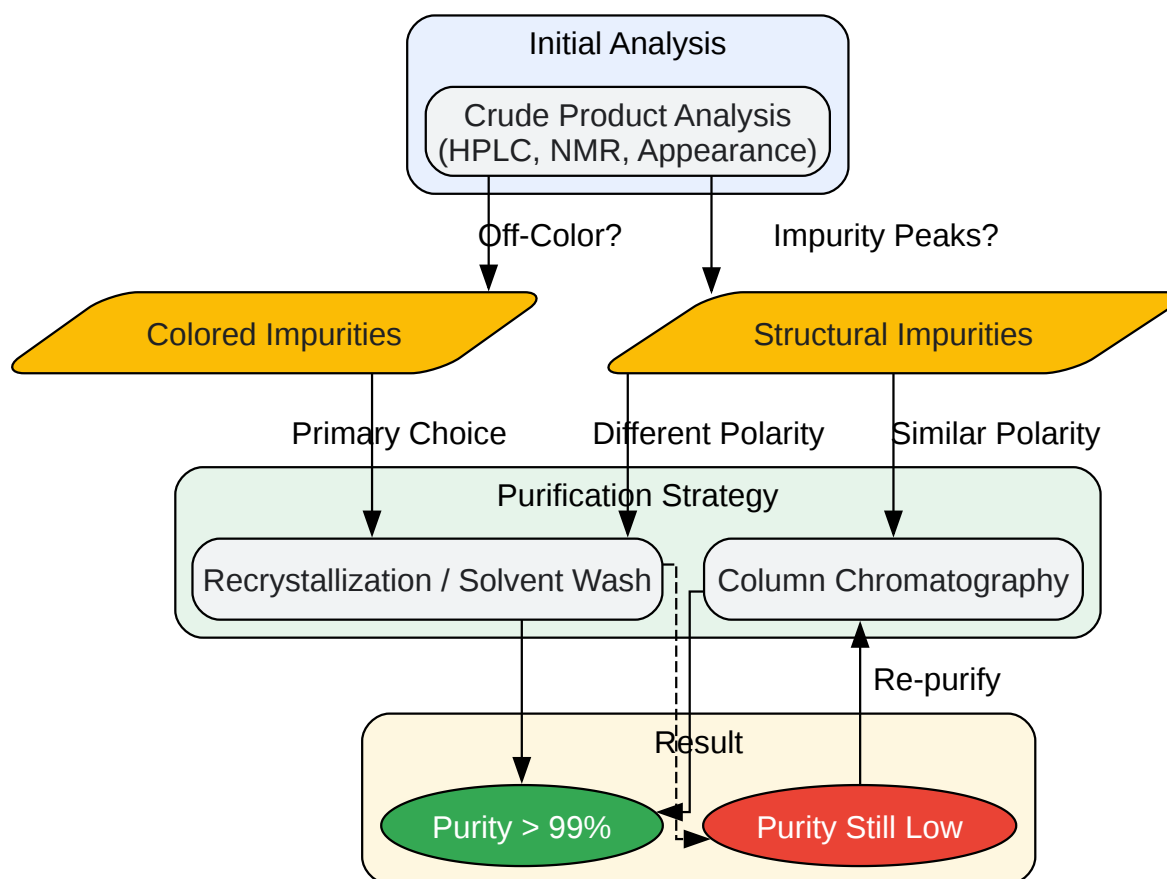 Initial Analysis
Crude Product Analysis
(HPLC, NMR, Appearance)
Off-Color?
Impurity Peaks?
Colored Impurities
Structural Impurities
Primary Choice
Different Polarity
Similar Polarity
Purification Strategy
Recrystallization / Solvent Wash
Column Chromatography
Re-purify
Result
Purity > 99%
Purity Still Low